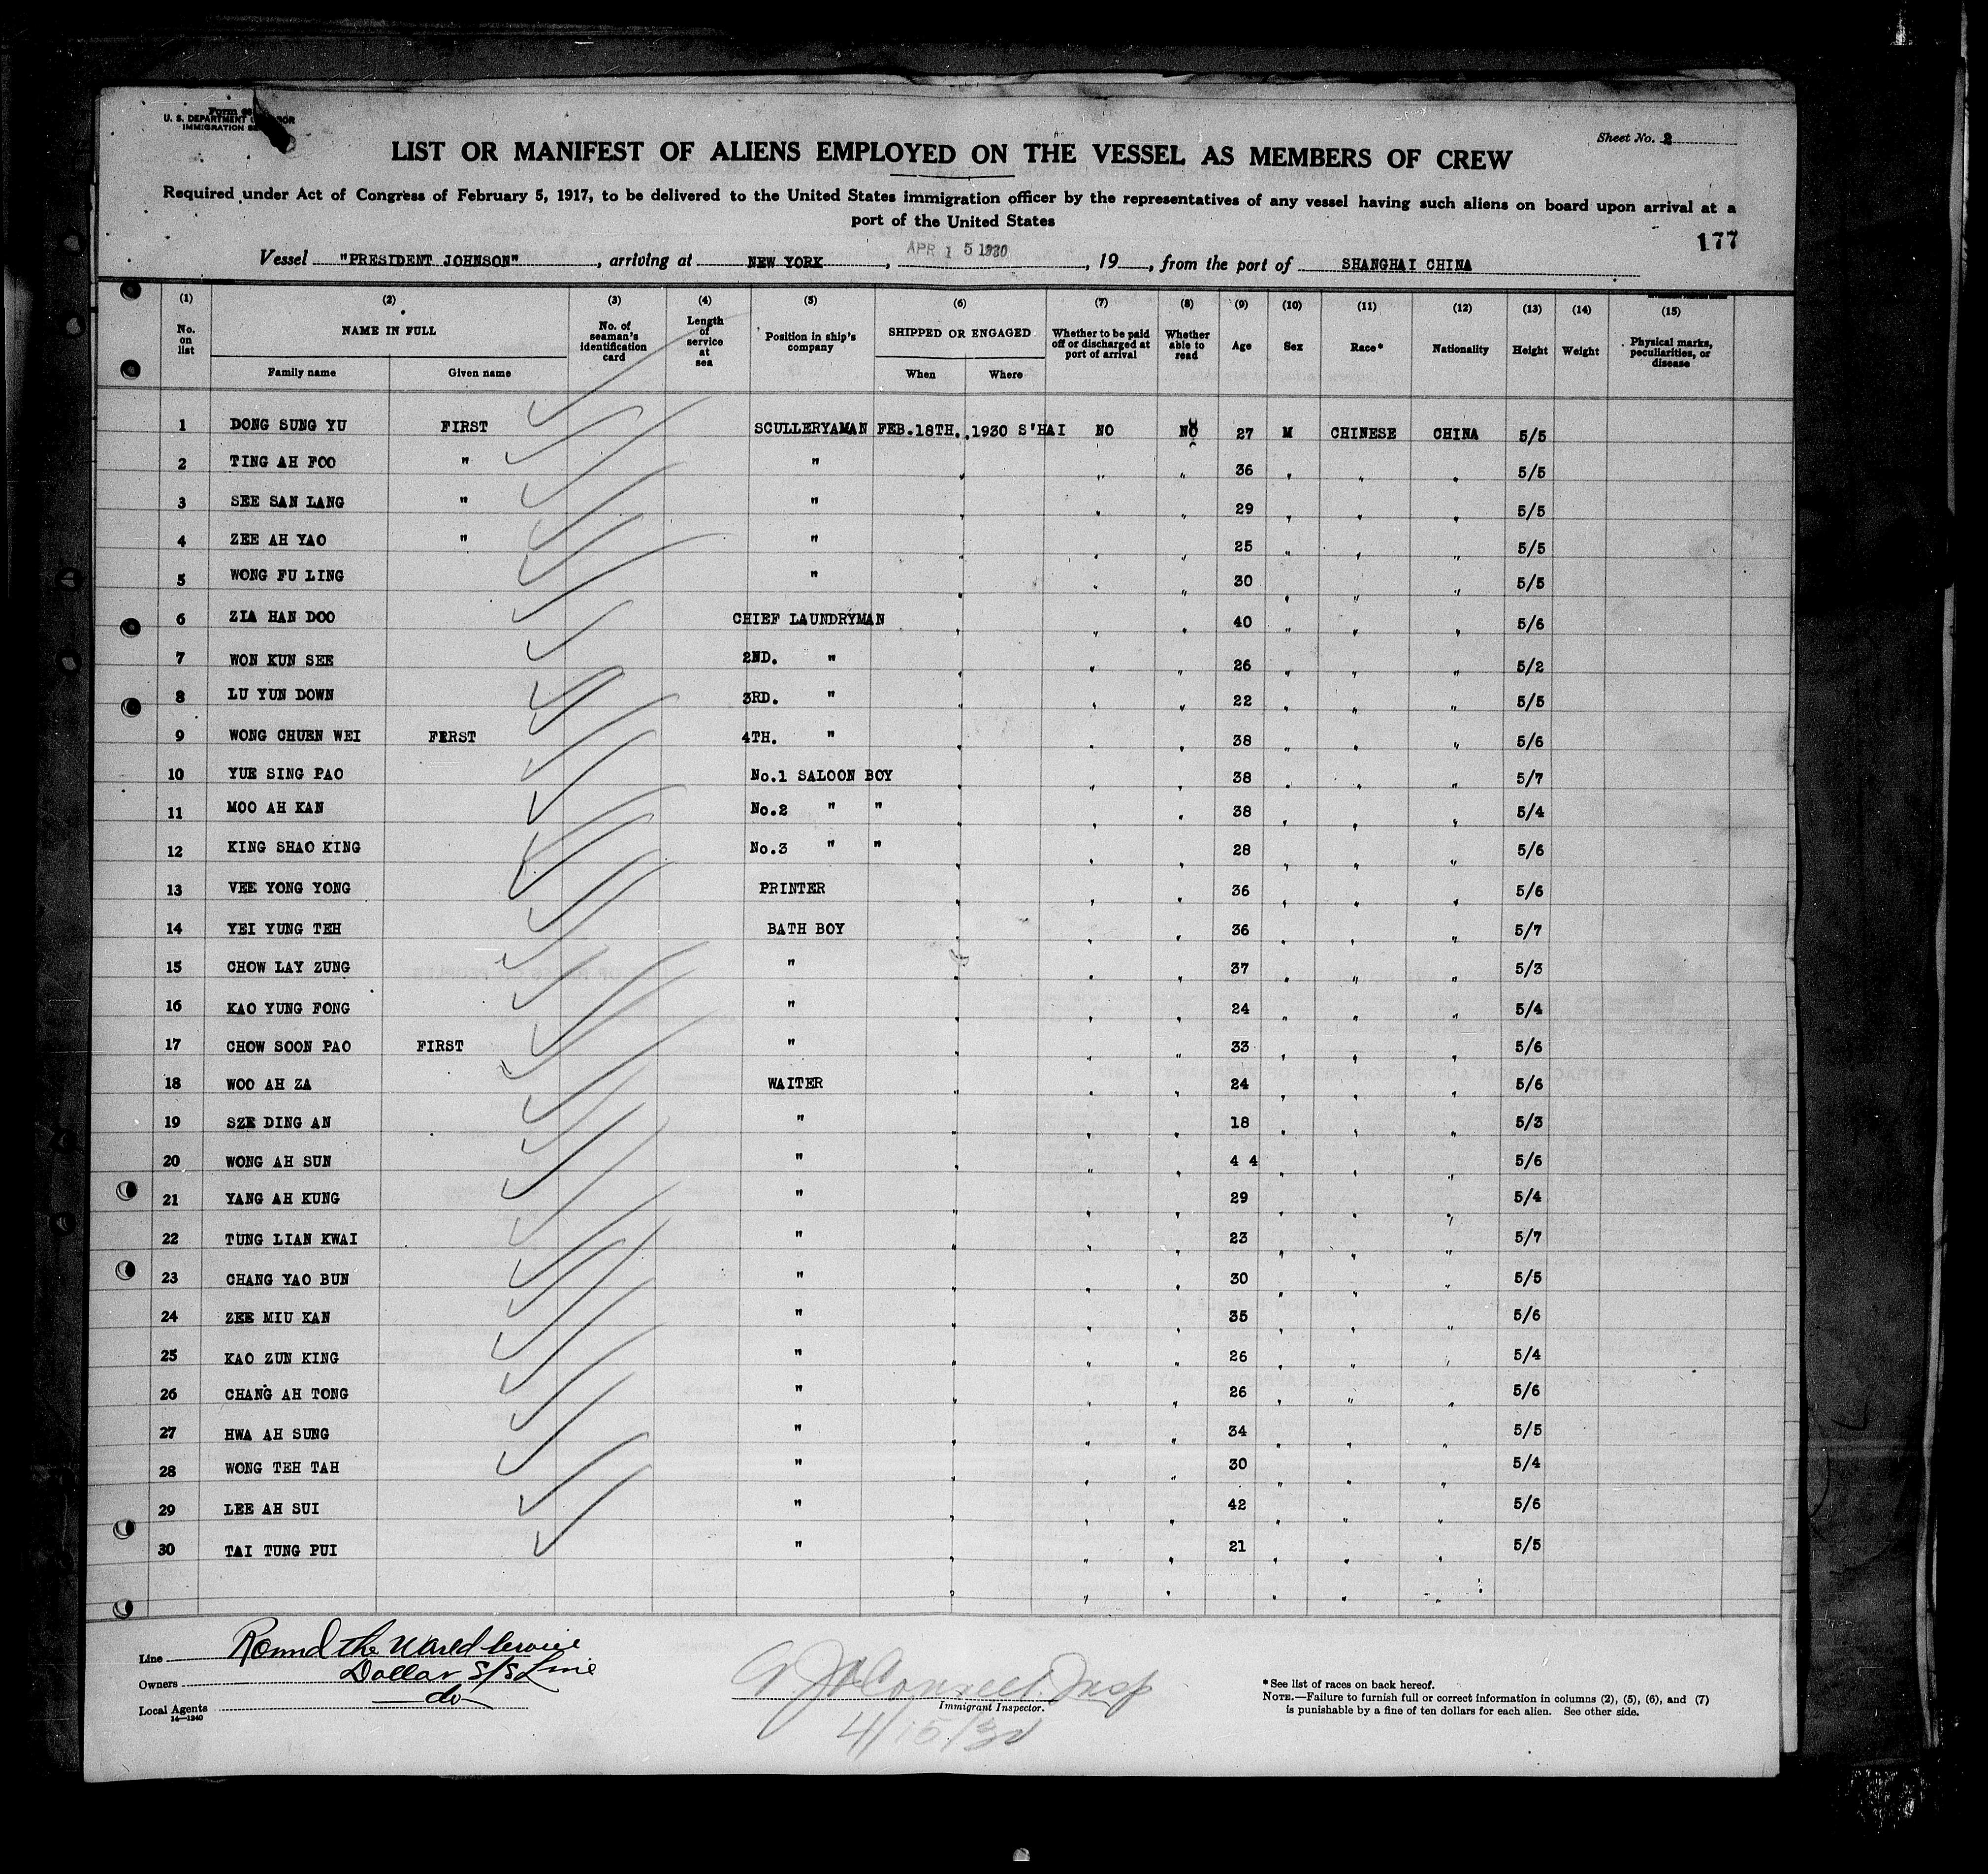 Form
U. S. DEPARTMENT OF LABOR
IMMIGRATION
Sheet No. 2
LIST OR MANIFEST OF ALIENS EMPLOYED ON THE VESSEL AS MEMBERS OF CREW
Required under Act of Congress of February 5, 1917, to be delivered to the United States immigration officer by the representatives of any vessel having such aliens on board upon arrival at a
port of the United States
177
Vessel "PRESIDENT JOHNSON", arriving at NEW YORK, APR 15 1930, 19, from the port of SHANGHAI CHINA
(1) (2) (3) (4) (5) (6) (7) (8) (9) (10) (11) (12) (13) (14) (15)
No. on list NAME IN FULL No. of seaman's identification card Length of service at sea Position in ship's company SHIPPED OR ENGAGED Whether to be paid off or discharged at port of arrival Whether able to read Age Sex Race* Nationality Height Weight Physical marks, peculiarities, or disease
Family name Given name When Where
1 DONG SUNG YU FIRST SCULLERYAMAN FEB.18TH.,1930 S'HAI NO NO 27 M CHINESE CHINA 5/5
2 TING AH FOO " " " " " 36 " " " 5/5
3 SEE SAN LANG " " " " " 29 " " " 5/5
4 ZEE AH YAO " " " " " 25 " " " 5/5
5 WONG FU LING " " " " 30 " " " 5/5
6 ZIA HAN DOO CHIEF LAUNDRYMAN " " " 40 " " " 5/6
7 WON KUN SEE 2ND. " " " " 26 " " " 5/2
8 LU YUN DOWN 3RD. " " " " 22 " " " 5/5
9 WONG CHUEN WEI FIRST 4TH. " " " " 38 " " " 5/6
10 YUE SING PAO No.1 SALOON BOY " " " 38 " " " 5/7
11 MOO AH KAN No.2 " " " " " 38 " " " 5/4
12 KING SHAO KING No.3 " " " " " 28 " " " 5/6
13 VEE YONG YONG PRINTER " " " 36 " " " 5/6
14 YEI YUNG TEH BATH BOY " " " 36 " " " 5/7
15 CHOW LAY ZUNG " " " " 37 " " " 5/3
16 KAO YUNG FONG " " " " 24 " " " 5/4
17 CHOW SOON PAO FIRST " " " " 33 " " " 5/6
18 WOO AH ZA WAITER " " " 24 " " " 5/6
19 SZE DING AN " " " " 18 " " " 5/3
20 WONG AH SUN " " " " 4 4 " " " 5/6
21 YANG AH KUNG " " " " 29 " " " 5/4
22 TUNG LIAN KWAI " " " " 23 " " " 5/7
23 CHANG YAO BUN " " " " 30 " " " 5/5
24 ZEE MIU KAN " " " " 35 " " " 5/6
25 KAO ZUN KING " " " " 26 " " " 5/4
26 CHANG AH TONG " " " " 26 " " " 5/6
27 HWA AH SUNG " " " " 34 " " " 5/5
28 WONG TEH TAH " " " " 30 " " " 5/4
29 LEE AH SUI " " " " 42 " " " 5/6
30 TAI TUNG PUI " " " " 21 " " " 5/5
Line Round the World Service
Owners Dollar S/S Line
Local Agents do
14—1240
Immigrant Inspector.
4/15/30
*See list of races on back hereof.
NOTE.—Failure to furnish full or correct information in columns (2), (5), (6), and (7)
is punishable by a fine of ten dollars for each alien. See other side.